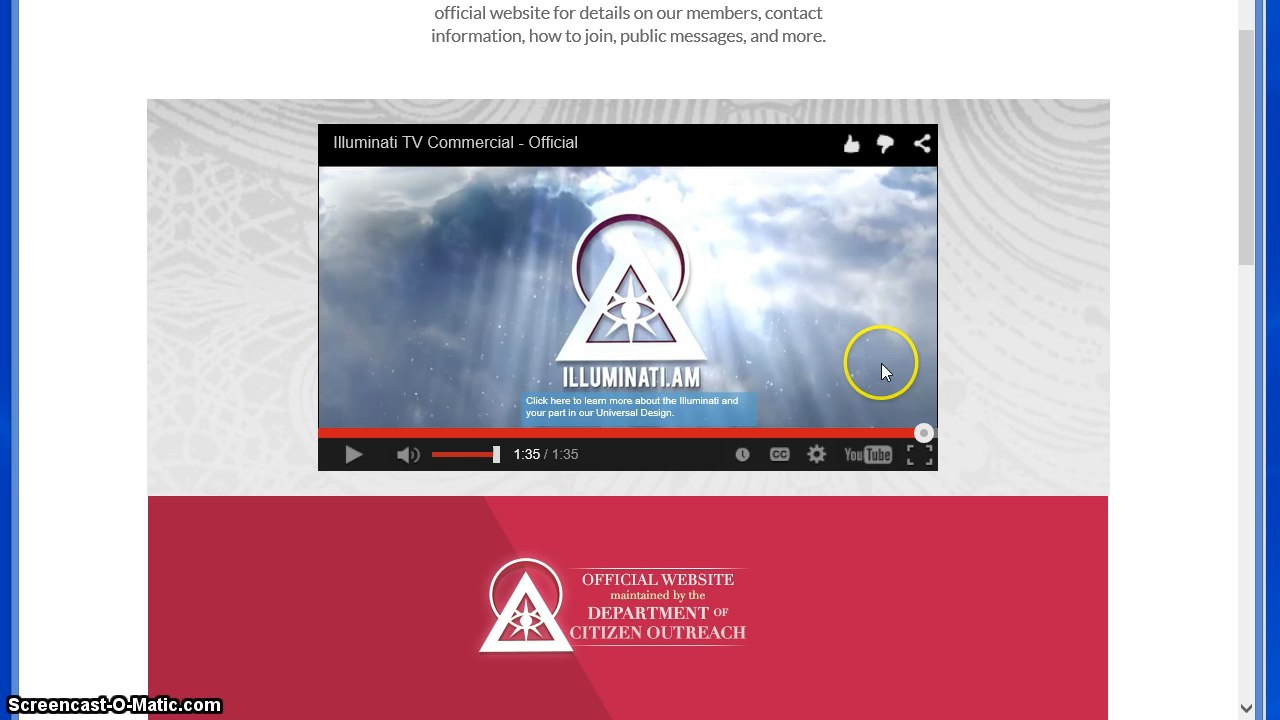 official website for details on our members, contact
information, how to join, public messages, and more.
Illuminati TV Commercial - Official
ILLUMINATI.AM
Click here to learn more about the Illuminati and
your part in our Universal Design.
1:35 / 1:35
CC
YouTube
OFFICIAL WEBSITE
maintained by the
DEPARTMENT OF
CITIZEN OUTREACH
Screencast-O-Matic.com